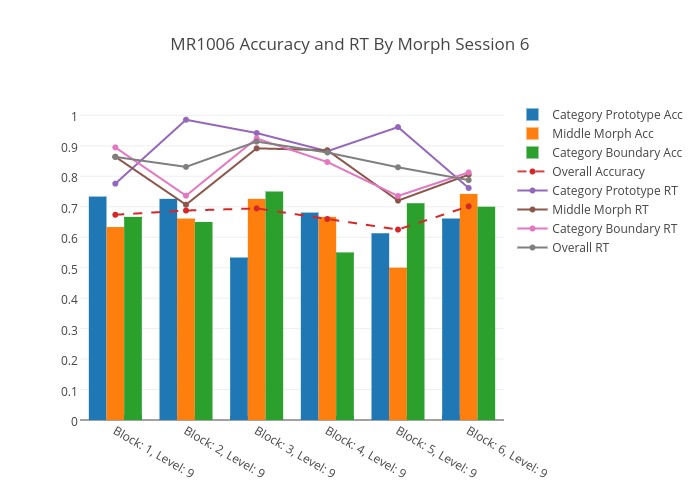 MR1006 Accuracy and RT By Morph Session 6
1
0.9
0.8
0.7
0.6
0.5
0.4
0.3
0.2
0.1
0
Block: 1, Level: 9
Block: 2, Level: 9
Block: 3, Level: 9
Block: 4, Level: 9
Block: 5, Level: 9
Block: 6, Level: 9
Category Prototype Acc
Middle Morph Acc
Category Boundary Acc
Overall Accuracy
Category Prototype RT
Middle Morph RT
Category Boundary RT
Overall RT